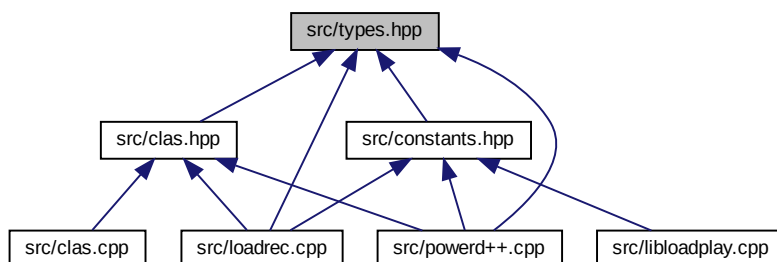 src/types.hpp
src/clas.hpp
src/constants.hpp
src/clas.cpp
src/loadrec.cpp
src/powerd++.cpp
src/libloadplay.cpp